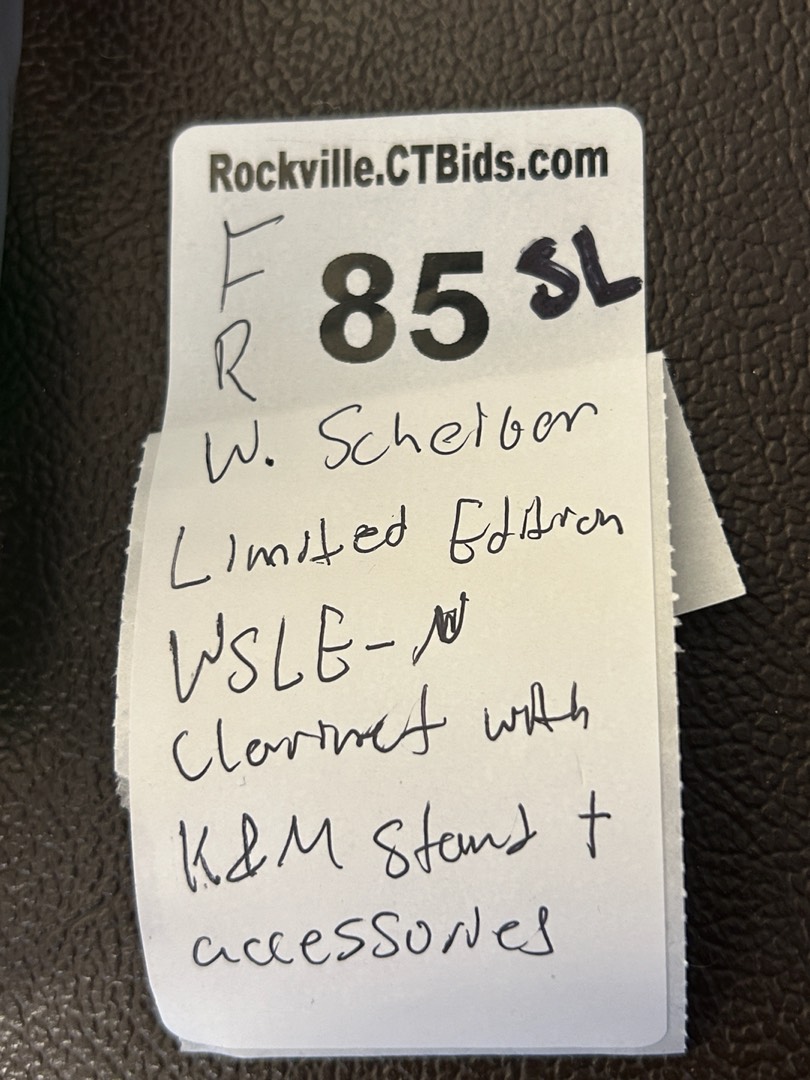 Rockville.CTBids.com
F
85 SL
R
W. Scheiber
Limited Edition
WSLE-N
Clarinet with
K&M Stand +
accessories